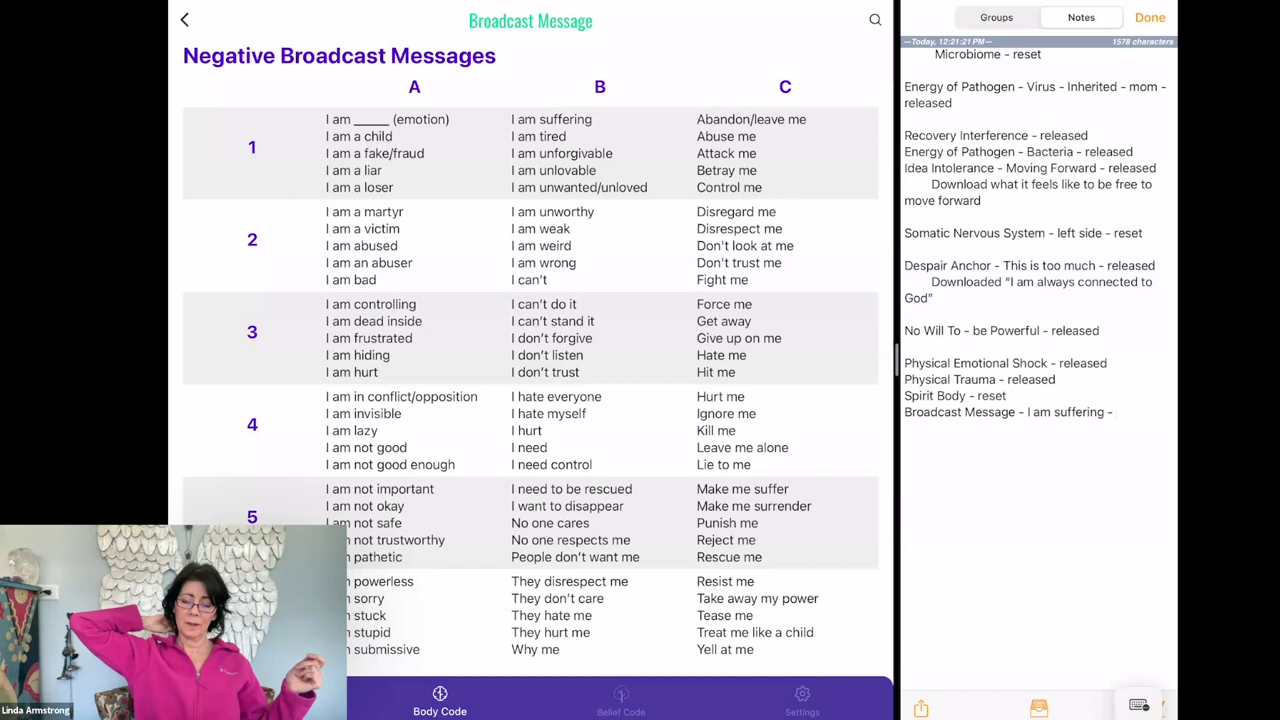 Broadcast Message
Negative Broadcast Messages
A B C
1
I am _____ (emotion) I am suffering Abandon/leave me
I am a child I am tired Abuse me
I am a fake/fraud I am unforgivable Attack me
I am a liar I am unlovable Betray me
I am a loser I am unwanted/unloved Control me
2
I am a martyr I am unworthy Disregard me
I am a victim I am weak Disrespect me
I am abused I am weird Don't look at me
I am an abuser I am wrong Don't trust me
I am bad I can't Fight me
3
I am controlling I can't do it Force me
I am dead inside I can't stand it Get away
I am frustrated I don't forgive Give up on me
I am hiding I don't listen Hate me
I am hurt I don't trust Hit me
4
I am in conflict/opposition I hate everyone Hurt me
I am invisible I hate myself Ignore me
I am lazy I hurt Kill me
I am not good I need Leave me alone
I am not good enough I need control Lie to me
5
I am not important I need to be rescued Make me suffer
I am not okay I want to disappear Make me surrender
am not safe No one cares Punish me
not trustworthy No one respects me Reject me
pathetic People don't want me Rescue me
powerless They disrespect me Resist me
sorry They don't care Take away my power
stuck They hate me Tease me
stupid They hurt me Treat me like a child
submissive Why me Yell at me
Body Code Belief Code Settings
Linda Armstrong
Groups Notes Done
—Today, 12:21:21 PM— 1578 characters
Microbiome - reset
Energy of Pathogen - Virus - Inherited - mom -
released
Recovery Interference - released
Energy of Pathogen - Bacteria - released
Idea Intolerance - Moving Forward - released
Download what it feels like to be free to
move forward
Somatic Nervous System - left side - reset
Despair Anchor - This is too much - released
Downloaded “I am always connected to
God”
No Will To - be Powerful - released
Physical Emotional Shock - released
Physical Trauma - released
Spirit Body - reset
Broadcast Message - I am suffering -